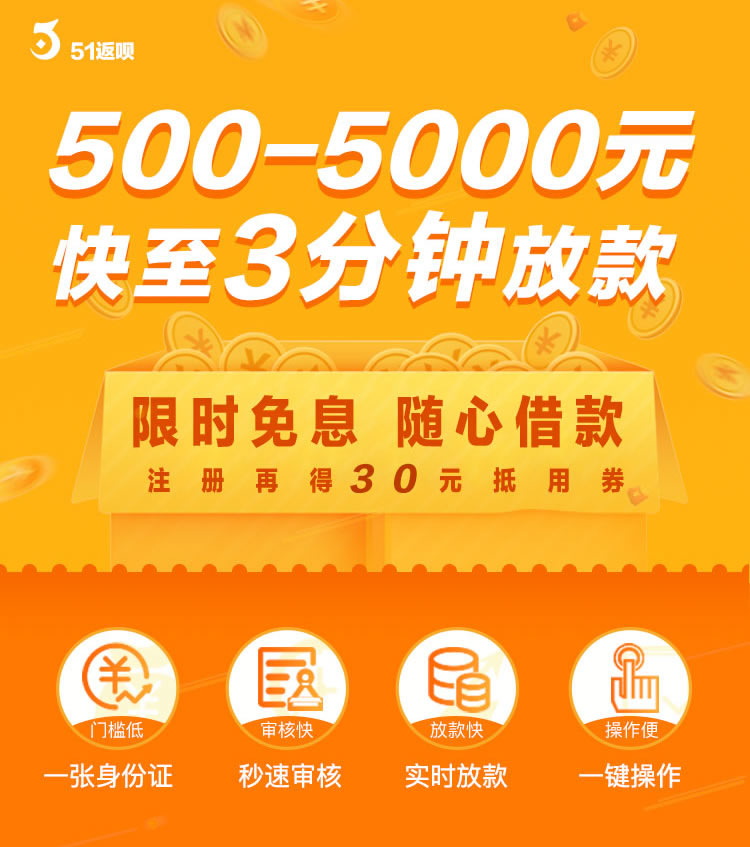 51返呗
500-5000元
快至3分钟放款
限时免息 随心借款
注册再得30元抵用券
门槛低 审核快 放款快 操作便
一张身份证 秒速审核 实时放款 一键操作